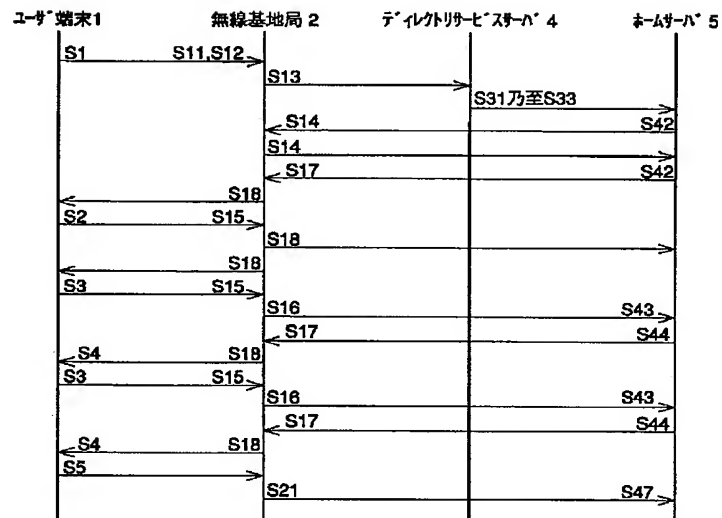 ユーザ端末1 無線基地局2 ディレクトリサービスサーバ4 ホームサーバ5
S1 S11,S12
S13
S31乃至S33
S14 S42
S14
S17 S42
S18
S2 S15
S18
S18
S3 S15
S16 S43
S17 S44
S4 S18
S3 S15
S16 S43
S17 S44
S4 S18
S5
S21 S47